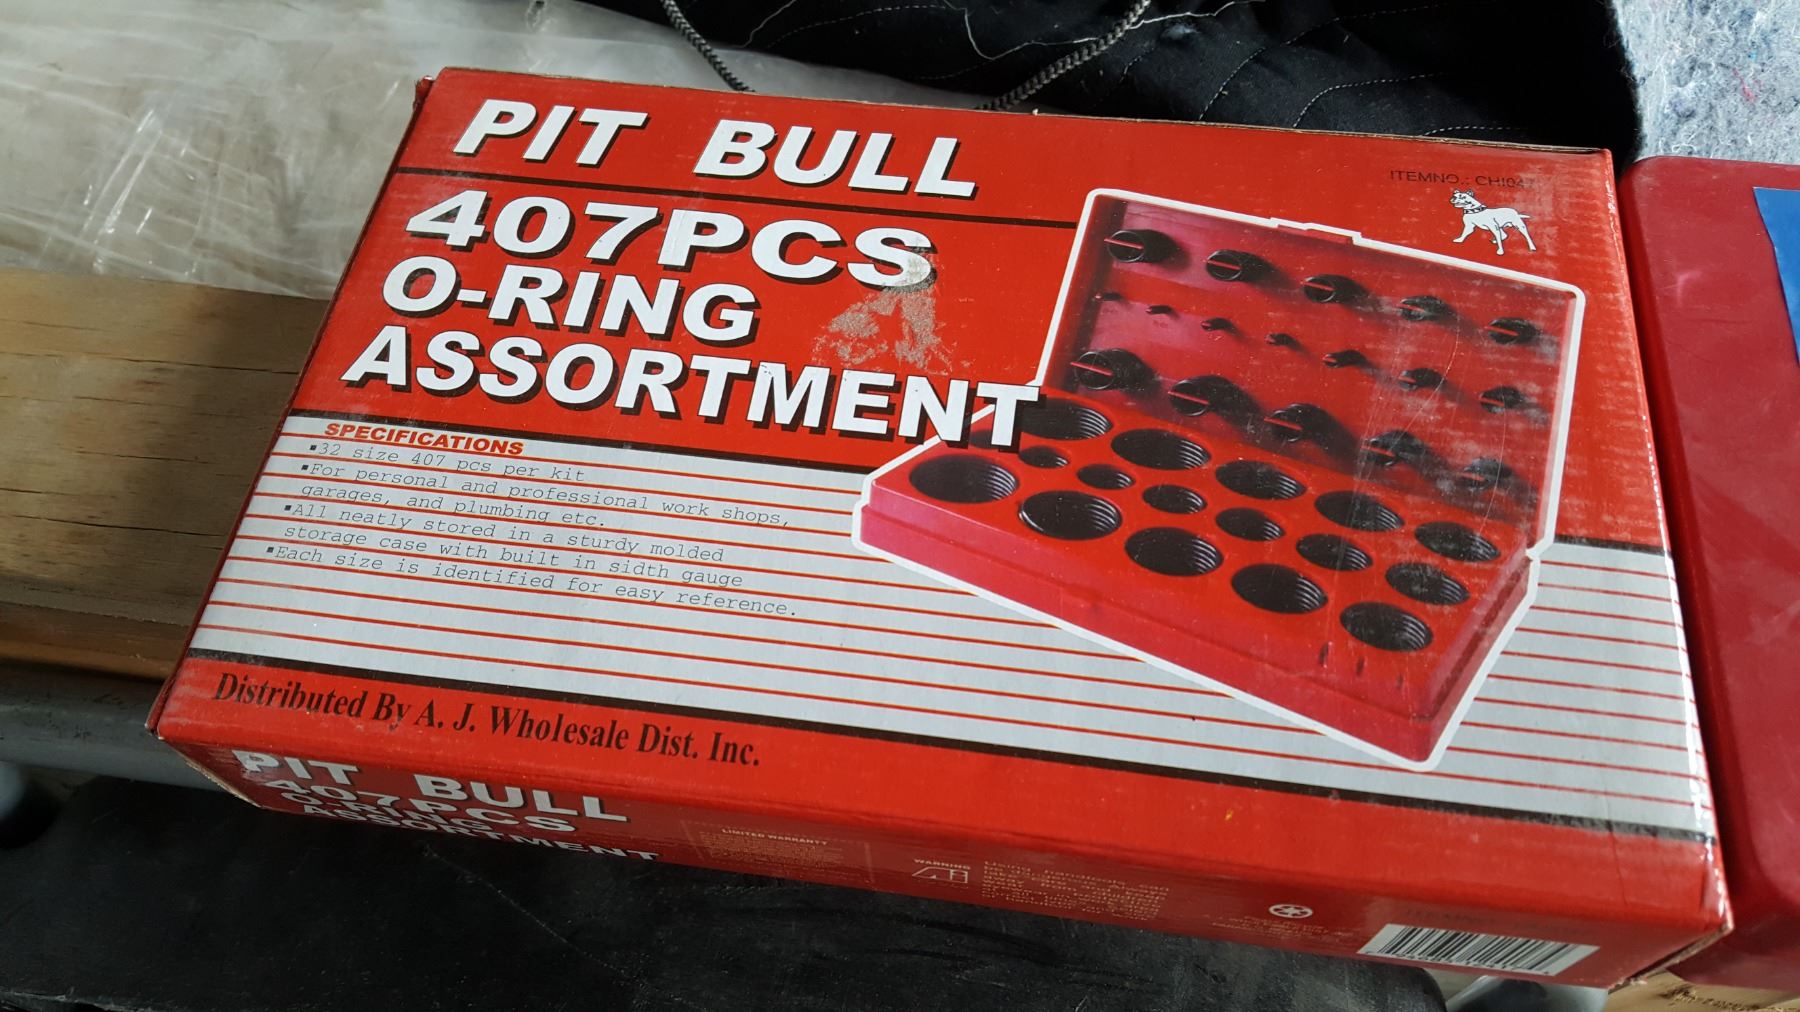 PIT BULL
407PCS
O-RING
ASSORTMENT
ITEMNO.: CHI047
SPECIFICATIONS
▪32 size 407 pcs per kit
▪For personal and professional work shops,
garages, and plumbing etc.
▪All neatly stored in a sturdy molded
storage case with built in sidth gauge
▪Each size is identified for easy reference.
Distributed By A. J. Wholesale Dist. Inc.
PIT BULL
407PCS
O-RING
ASSORTMENT
LIMITED WARRANTY
WARNING